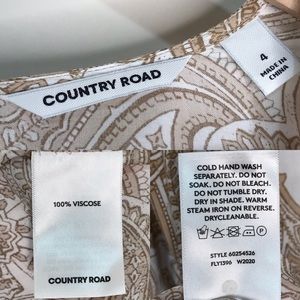 COUNTRY ROAD
4
MADE IN
CHINA
100% VISCOSE
COUNTRY ROAD
COLD HAND WASH
SEPARATELY. DO NOT
SOAK, DO NOT BLEACH.
DO NOT TUMBLE DRY.
DRY IN SHADE. WARM
STEAM IRON ON REVERSE.
DRYCLEANABLE.
STYLE 60254526
FLY1396 W2020